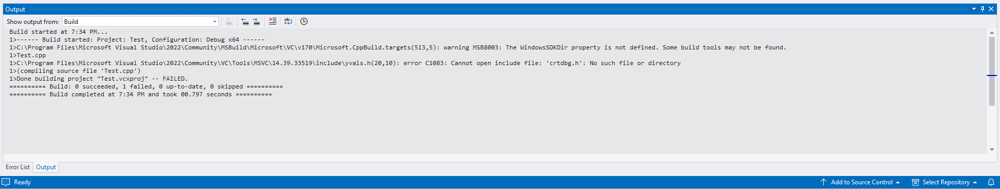 Output
Show output from: Build
Build started at 7:34 PM...
1>------ Build started: Project: Test, Configuration: Debug x64 ------
1>C:\Program Files\Microsoft Visual Studio\2022\Community\MSBuild\Microsoft\VC\v170\Microsoft.CppBuild.targets(513,5): warning MSB8003: The WindowsSDKDir property is not defined. Some build tools may not be found.
1>Test.cpp
1>C:\Program Files\Microsoft Visual Studio\2022\Community\VC\Tools\MSVC\14.39.33519\include\yvals.h(20,10): error C1083: Cannot open include file: 'crtdbg.h': No such file or directory
1>(compiling source file 'Test.cpp')
1>Done building project "Test.vcxproj" -- FAILED.
========== Build: 0 succeeded, 1 failed, 0 up-to-date, 0 skipped ==========
========== Build completed at 7:34 PM and took 00.797 seconds ==========
Error List Output
Ready Add to Source Control Select Repository